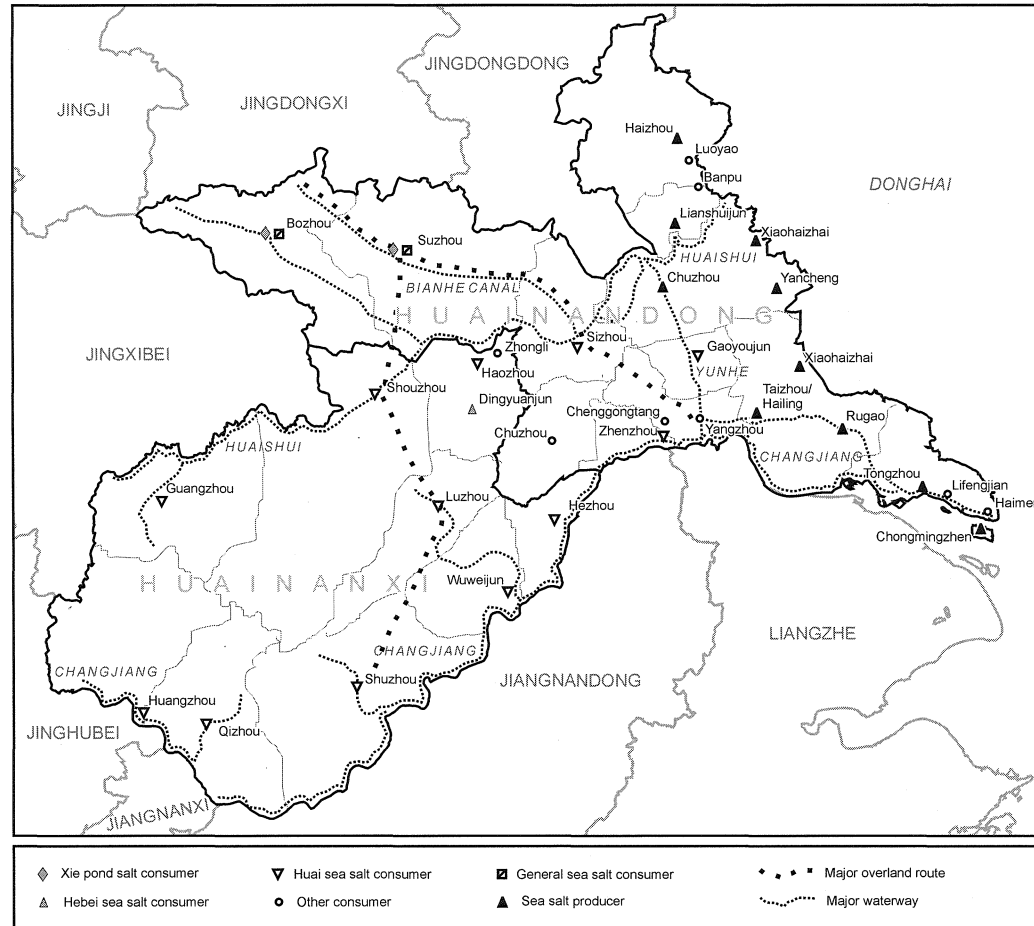 JINGDONGDONG
JINGDONGXI
JINGJI
Haizhou
Luoyao
Banpu
DONGHAI
Lianshuijun
Xiaohaizhai
HUAISHUI
Bozhou
Suzhou
Chuzhou
Yancheng
BIANHE CANAL
HUAINANDONG
Sizhou
Gaoyoujun
YUNHE
Xiaohaizhai
JINGXIBEI
Zhongli
Haozhou
Shouzhou
Dingyuanjun
Taizhou/
Hailing
Chenggongtang
Zhenzhou
Yangzhou
Rugao
Chuzhou
HUAISHUI
CHANGJIANG
Guangzhou
Luzhou
Hezhou
Tongzhou
Lifengjian
Haimen
Chongmingzhen
HUAINANXI
Wuweijun
LIANGZHE
CHANGJIANG
CHANGJIANG
Shuzhou
JIANGNANDONG
Huangzhou
Qizhou
JINGHUBEI
JIANGNANXI
Xie pond salt consumer
Huai sea salt consumer
General sea salt consumer
Major overland route
Hebei sea salt consumer
Other consumer
Sea salt producer
Major waterway